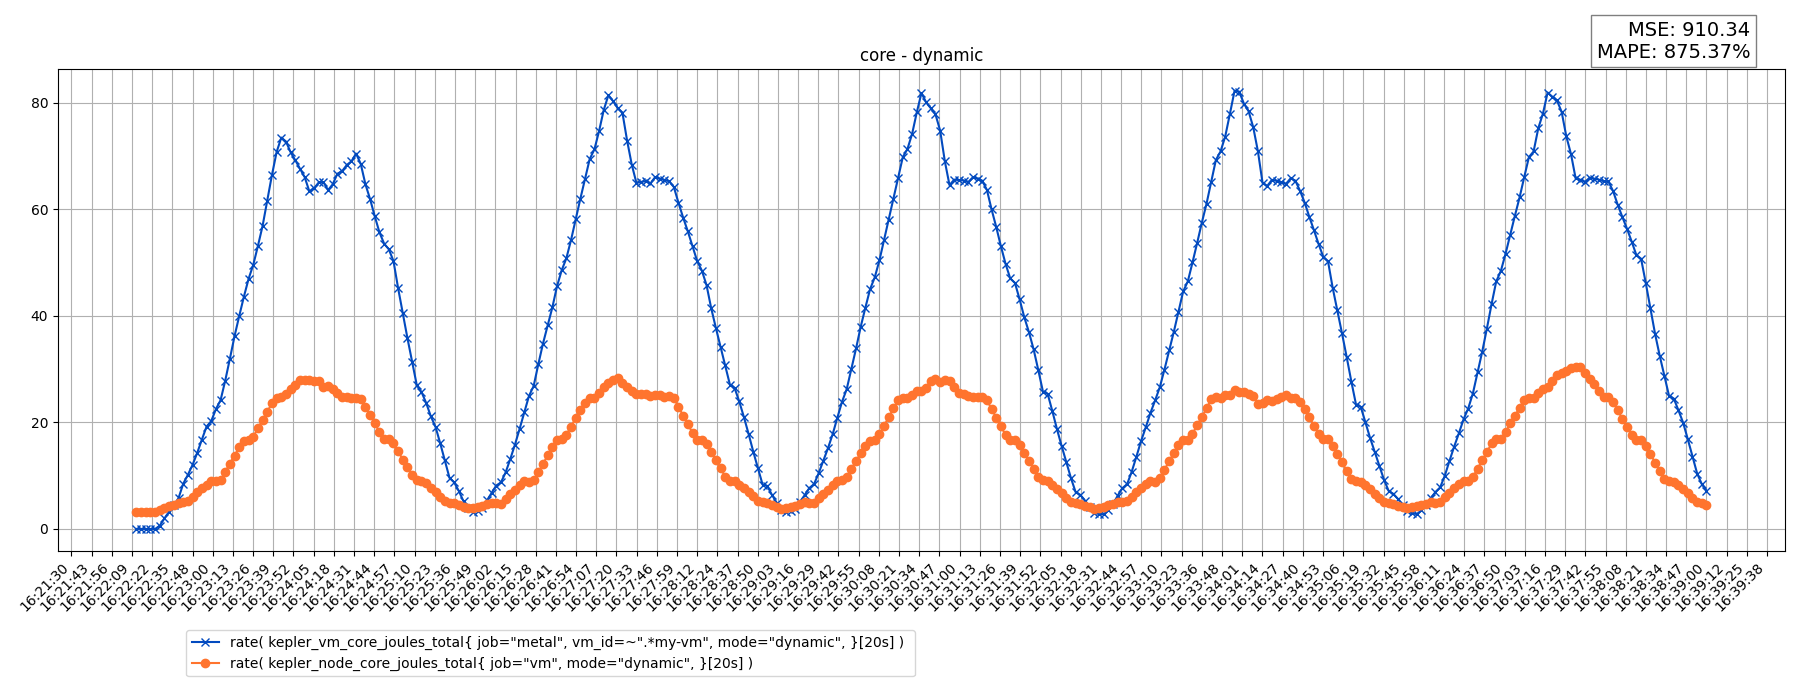 MSE: 910.34
MAPE: 875.37%
core - dynamic
80
60
40
20
0
16:21:30 16:21:43 16:21:56 16:22:09 16:22:22 16:22:35 16:22:48 16:23:00 16:23:13 16:23:26 16:23:39 16:23:52 16:24:05 16:24:18 16:24:31 16:24:44 16:24:57 16:25:10 16:25:23 16:25:36 16:25:49 16:26:02 16:26:15 16:26:28 16:26:41 16:26:54 16:27:07 16:27:20 16:27:33 16:27:46 16:27:59 16:28:12 16:28:24 16:28:37 16:28:50 16:29:03 16:29:16 16:29:29 16:29:42 16:29:55 16:30:08 16:30:21 16:30:34 16:30:47 16:31:00 16:31:13 16:31:26 16:31:39 16:31:52 16:32:05 16:32:18 16:32:31 16:32:44 16:32:57 16:33:10 16:33:23 16:33:36 16:33:48 16:34:01 16:34:14 16:34:27 16:34:40 16:34:53 16:35:06 16:35:19 16:35:32 16:35:45 16:35:58 16:36:11 16:36:24 16:36:37 16:36:50 16:37:03 16:37:16 16:37:29 16:37:42 16:37:55 16:38:08 16:38:21 16:38:34 16:38:47 16:39:00 16:39:12 16:39:25 16:39:38
rate( kepler_vm_core_joules_total{ job="metal", vm_id=~".*my-vm", mode="dynamic", }[20s] )
rate( kepler_node_core_joules_total{ job="vm", mode="dynamic", }[20s] )